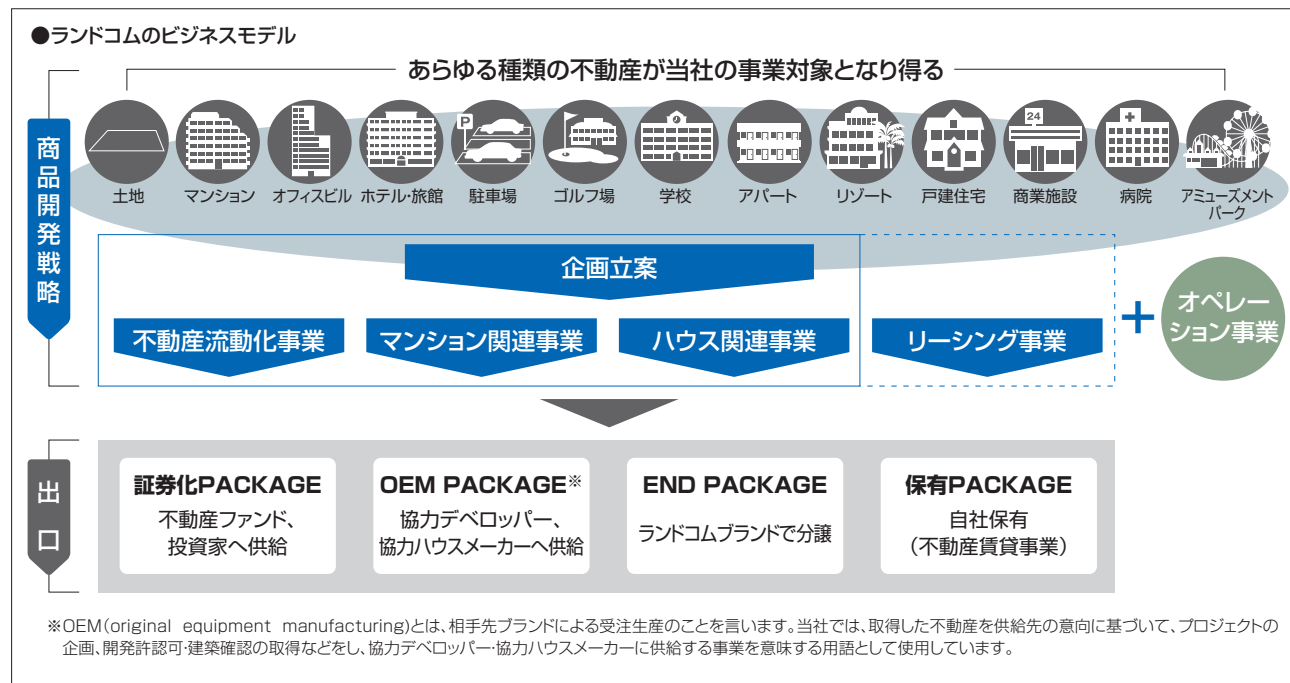 ●ランドコムのビジネスモデル
あらゆる種類の不動産が当社の事業対象となり得る
商品開発戦略
P
24
土地
マンション
オフィスビル
ホテル・旅館
駐車場
ゴルフ場
学校
アパート
リゾート
戸建住宅
商業施設
病院
アミューズメント
パーク
企画立案
不動産流動化事業
マンション関連事業
ハウス関連事業
リーシング事業
+
オペレー
ション事業
出口
証券化PACKAGE
不動産ファンド、
投資家へ供給
OEM PACKAGE※
協力デベロッパー、
協力ハウスメーカーへ供給
END PACKAGE
ランドコムブランドで分譲
保有PACKAGE
自社保有
（不動産賃貸事業）
※OEM（original equipment manufacturing）とは、相手先ブランドによる受注生産のことを言います。当社では、取得した不動産を供給先の意向に基づいて、プロジェクトの
企画、開発許認可・建築確認の取得などをし、協力デベロッパー・協力ハウスメーカーに供給する事業を意味する用語として使用しています。